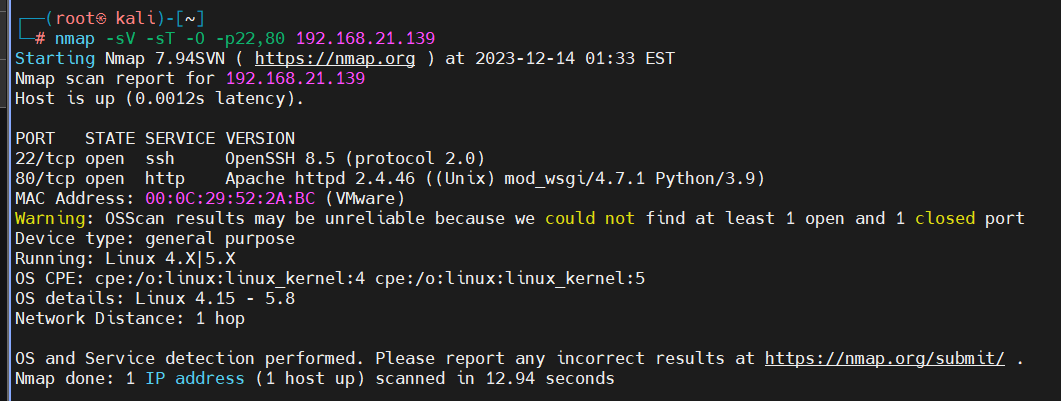 ┌──(root㉿ kali)-[~]
└─# nmap -sV -sT -O -p22,80 192.168.21.139
Starting Nmap 7.94SVN ( https://nmap.org ) at 2023-12-14 01:33 EST
Nmap scan report for 192.168.21.139
Host is up (0.0012s latency).

PORT   STATE SERVICE VERSION
22/tcp open  ssh     OpenSSH 8.5 (protocol 2.0)
80/tcp open  http    Apache httpd 2.4.46 ((Unix) mod_wsgi/4.7.1 Python/3.9)
MAC Address: 00:0C:29:52:2A:BC (VMware)
Warning: OSScan results may be unreliable because we could not find at least 1 open and 1 closed port
Device type: general purpose
Running: Linux 4.X|5.X
OS CPE: cpe:/o:linux:linux_kernel:4 cpe:/o:linux:linux_kernel:5
OS details: Linux 4.15 - 5.8
Network Distance: 1 hop

OS and Service detection performed. Please report any incorrect results at https://nmap.org/submit/ .
Nmap done: 1 IP address (1 host up) scanned in 12.94 seconds